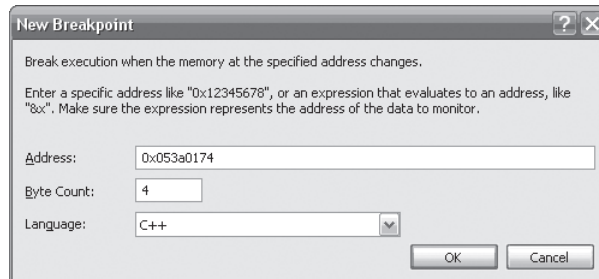 New Breakpoint
Break execution when the memory at the specified address changes.
Enter a specific address like "0x12345678", or an expression that evaluates to an address, like
"&x". Make sure the expression represents the address of the data to monitor.
Address: 0x053a0174
Byte Count: 4
Language: C++
OK Cancel